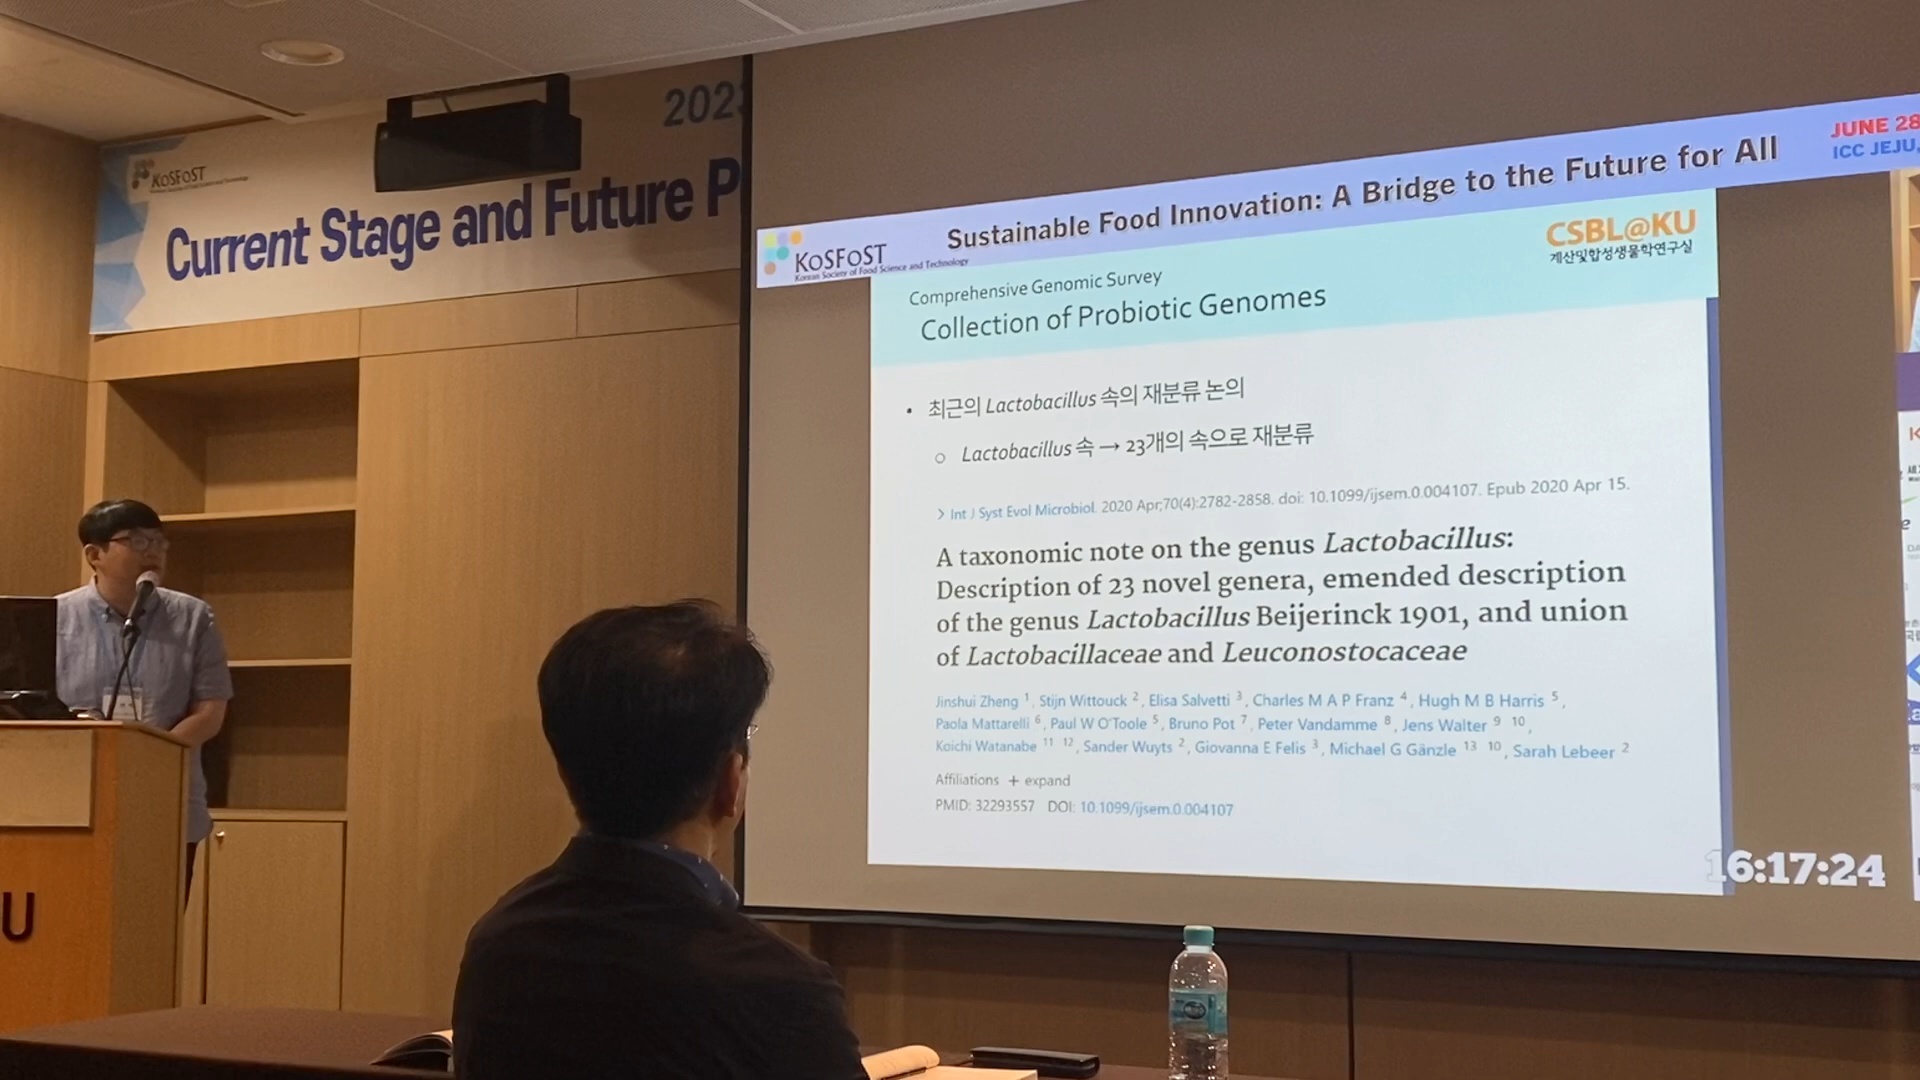 2023
KoSFoST
Current Stage and Future P
JUNE 28
ICC JEJU,
Sustainable Food Innovation: A Bridge to the Future for All
KoSFoST
Korean Society of Food Science and Technology
CSBL@KU
계산및합성생물학연구실
Comprehensive Genomic Survey
Collection of Probiotic Genomes
• 최근의 Lactobacillus 속의 재분류 논의
○ Lactobacillus 속 → 23개의 속으로 재분류
> Int J Syst Evol Microbiol. 2020 Apr;70(4):2782-2858. doi: 10.1099/ijsem.0.004107. Epub 2020 Apr 15.
A taxonomic note on the genus Lactobacillus:
Description of 23 novel genera, emended description
of the genus Lactobacillus Beijerinck 1901, and union
of Lactobacillaceae and Leuconostocaceae
Jinshui Zheng 1, Stijn Wittouck 2, Elisa Salvetti 3, Charles M A P Franz 4, Hugh M B Harris 5,
Paola Mattarelli 6, Paul W O'Toole 5, Bruno Pot 7, Peter Vandamme 8, Jens Walter 9 10,
Koichi Watanabe 11 12, Sander Wuyts 2, Giovanna E Felis 3, Michael G Gänzle 13 10, Sarah Lebeer 2
Affiliations + expand
PMID: 32293557 DOI: 10.1099/ijsem.0.004107
16:17:24
U